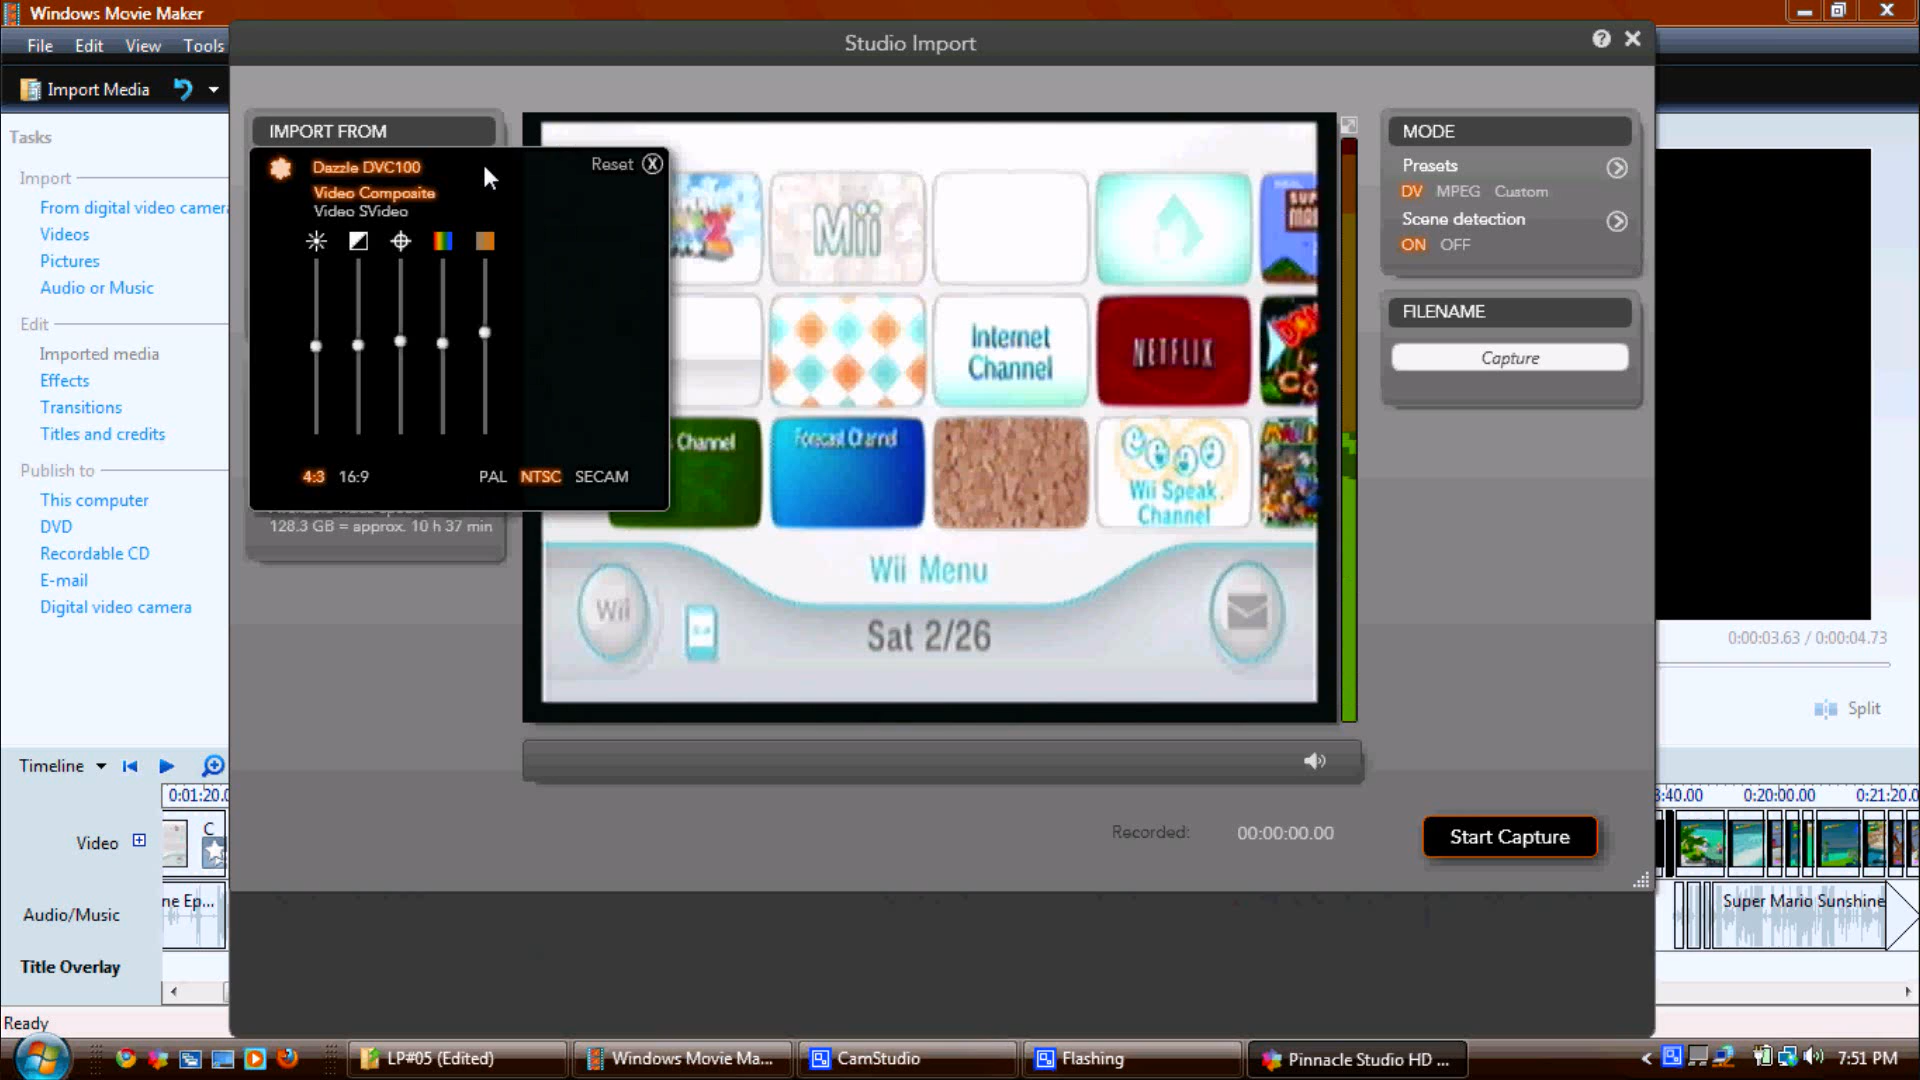 Windows Movie Maker
File Edit View Tools
Studio Import
Import Media
Tasks
Import
From digital video camera
Videos
Pictures
Audio or Music
Edit
Imported media
Effects
Transitions
Titles and credits
Publish to
This computer
DVD
Recordable CD
E-mail
Digital video camera
IMPORT FROM
Dazzle DVC100
Reset
Video Composite
Video SVideo
4:3 16:9 PAL NTSC SECAM
128.3 GB = approx. 10 h 37 min
Mii
Internet
Channel
NETFLIX
Channel
Forecast Channel
Wii Speak
Channel
Wii Menu
Wii
Sat 2/26
MODE
Presets
DV MPEG Custom
Scene detection
ON OFF
FILENAME
Capture
0:00:03.63 / 0:00:04.73
Split
Recorded: 00:00:00.00
Start Capture
Timeline
0:01:20.0
3:40.00 0:20:00.00 0:21:20.0
Video
C
Audio/Music
ne Ep...
Super Mario Sunshine
Title Overlay
Ready
LP#05 (Edited)
Windows Movie Ma...
CamStudio
Flashing
Pinnacle Studio HD ...
7:51 PM